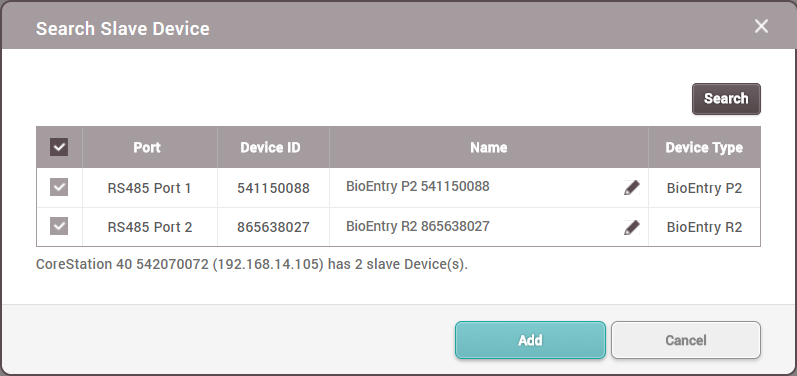 Search Slave Device
Search
Port Device ID Name Device Type
RS485 Port 1 541150088 BioEntry P2 541150088 BioEntry P2
RS485 Port 2 865638027 BioEntry R2 865638027 BioEntry R2
CoreStation 40 542070072 (192.168.14.105) has 2 slave Device(s).
Add Cancel